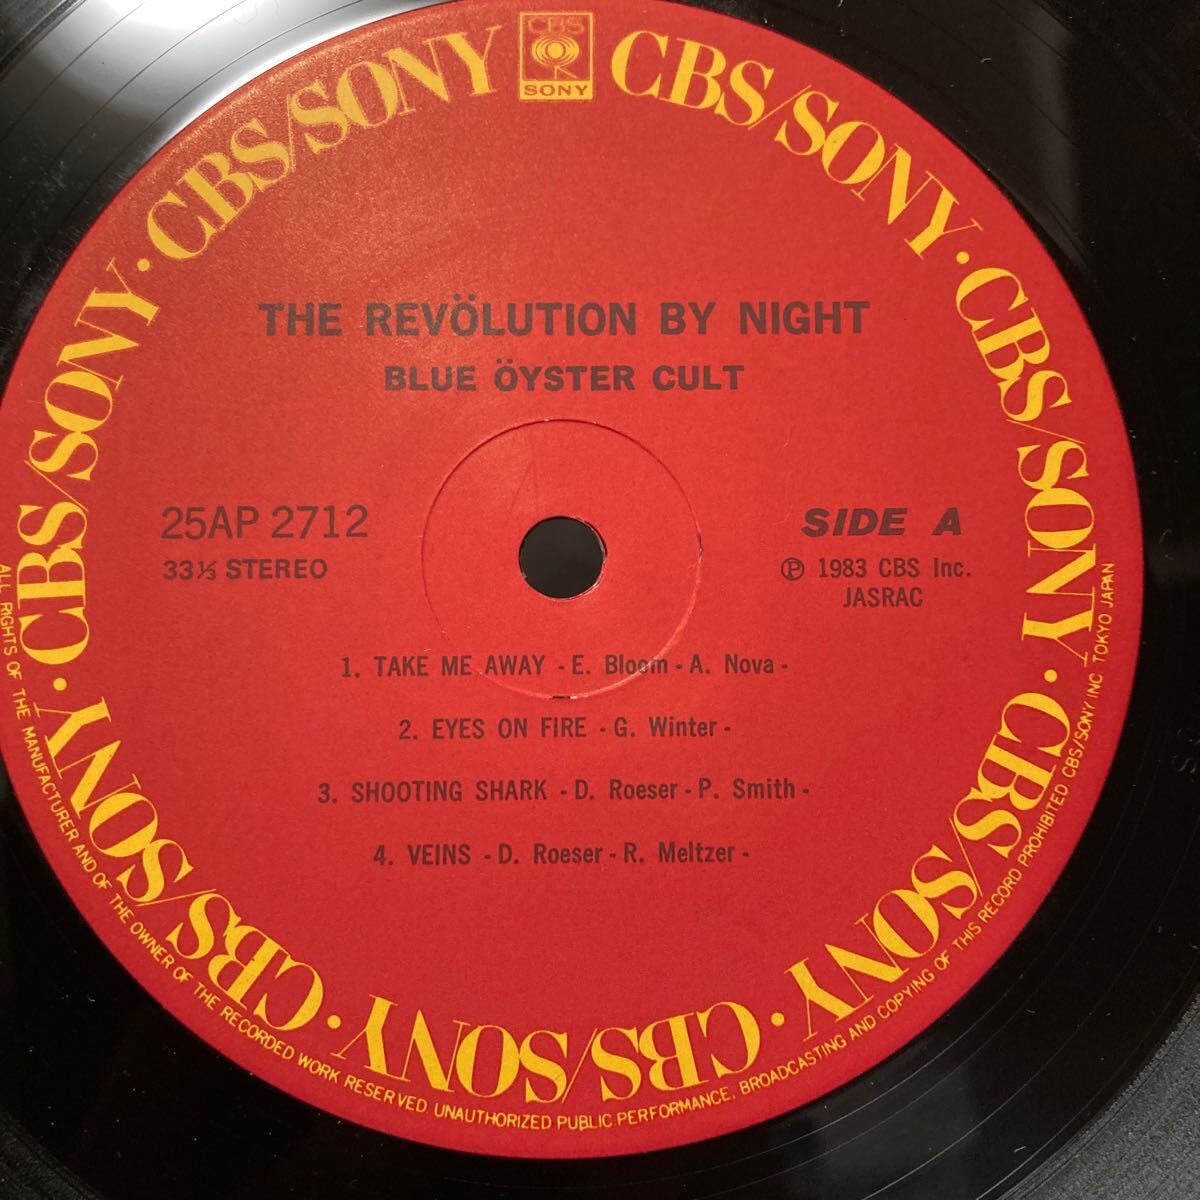 CBS
SONY
CBS/SONY · CBS/SONY · CBS/SONY · CBS/SONY · CBS/SONY · CBS/SONY · CBS/SONY · CBS/SONY
THE REVÖLUTION BY NIGHT
BLUE ÖYSTER CULT
25AP 2712
33⅓ STEREO
SIDE A
Ⓟ 1983 CBS Inc.
JASRAC
1. TAKE ME AWAY - E. Bloom - A. Nova -
2. EYES ON FIRE - G. Winter -
3. SHOOTING SHARK - D. Roeser - P. Smith -
4. VEINS - D. Roeser - R. Meltzer -
ALL RIGHTS OF THE MANUFACTURER AND OF THE OWNER OF THE RECORDED WORK RESERVED. UNAUTHORIZED PUBLIC PERFORMANCE, BROADCASTING AND COPYING OF THIS RECORD PROHIBITED CBS/SONY INC. TOKYO JAPAN